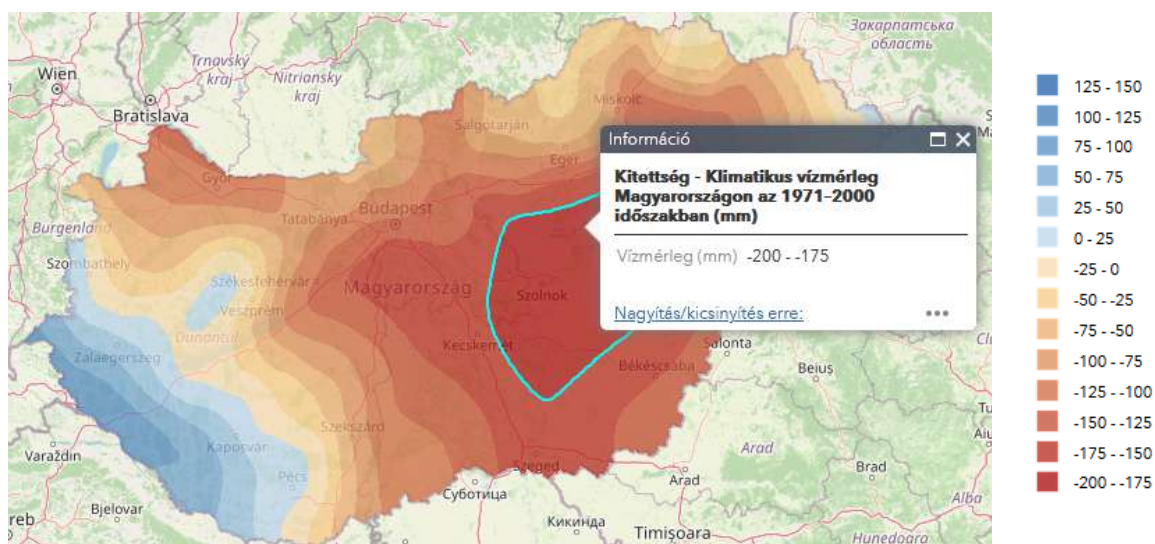 Закарпатська
область
Trnavský
kraj
Nitriansky
kraj
Wien
Bratislava
Miskolc
Salgótarján
Eger
Győr
Tatabánya
Budapest
Burgenland
Szombathely
Székesfehérvár
Veszprém
Magyarország
Szolnok
Dunántúl
Zalaegerszeg
Kecskemét
Békéscsaba
Salonta
Beiuș
Szekszárd
Kaposvár
Pécs
Varaždin
Szeged
Суботица
Arad
Arad
Brad
Alba
Bjelovar
reb
Кикинда
Timișoara
Hunedoara
Információ
Kitettség - Klimatikus vízmérleg
Magyarországon az 1971-2000
időszakban (mm)
Vízmérleg (mm) -200 - -175
Nagyítás/kicsinyítés erre:
125 - 150
100 - 125
75 - 100
50 - 75
25 - 50
0 - 25
-25 - 0
-50 - -25
-75 - -50
-100 - -75
-125 - -100
-150 - -125
-175 - -150
-200 - -175